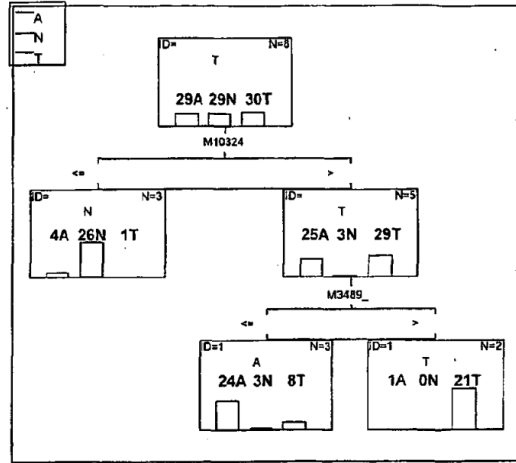 A
N
T
ID= N=8
T
29A 29N 30T
M10324
<= >
ID= N=3
N
4A 26N 1T
ID= N=5
T
25A 3N 29T
M3489_
<= >
ID=1 N=3
A
24A 3N 8T
ID=1 N=2
T
1A 0N 21T